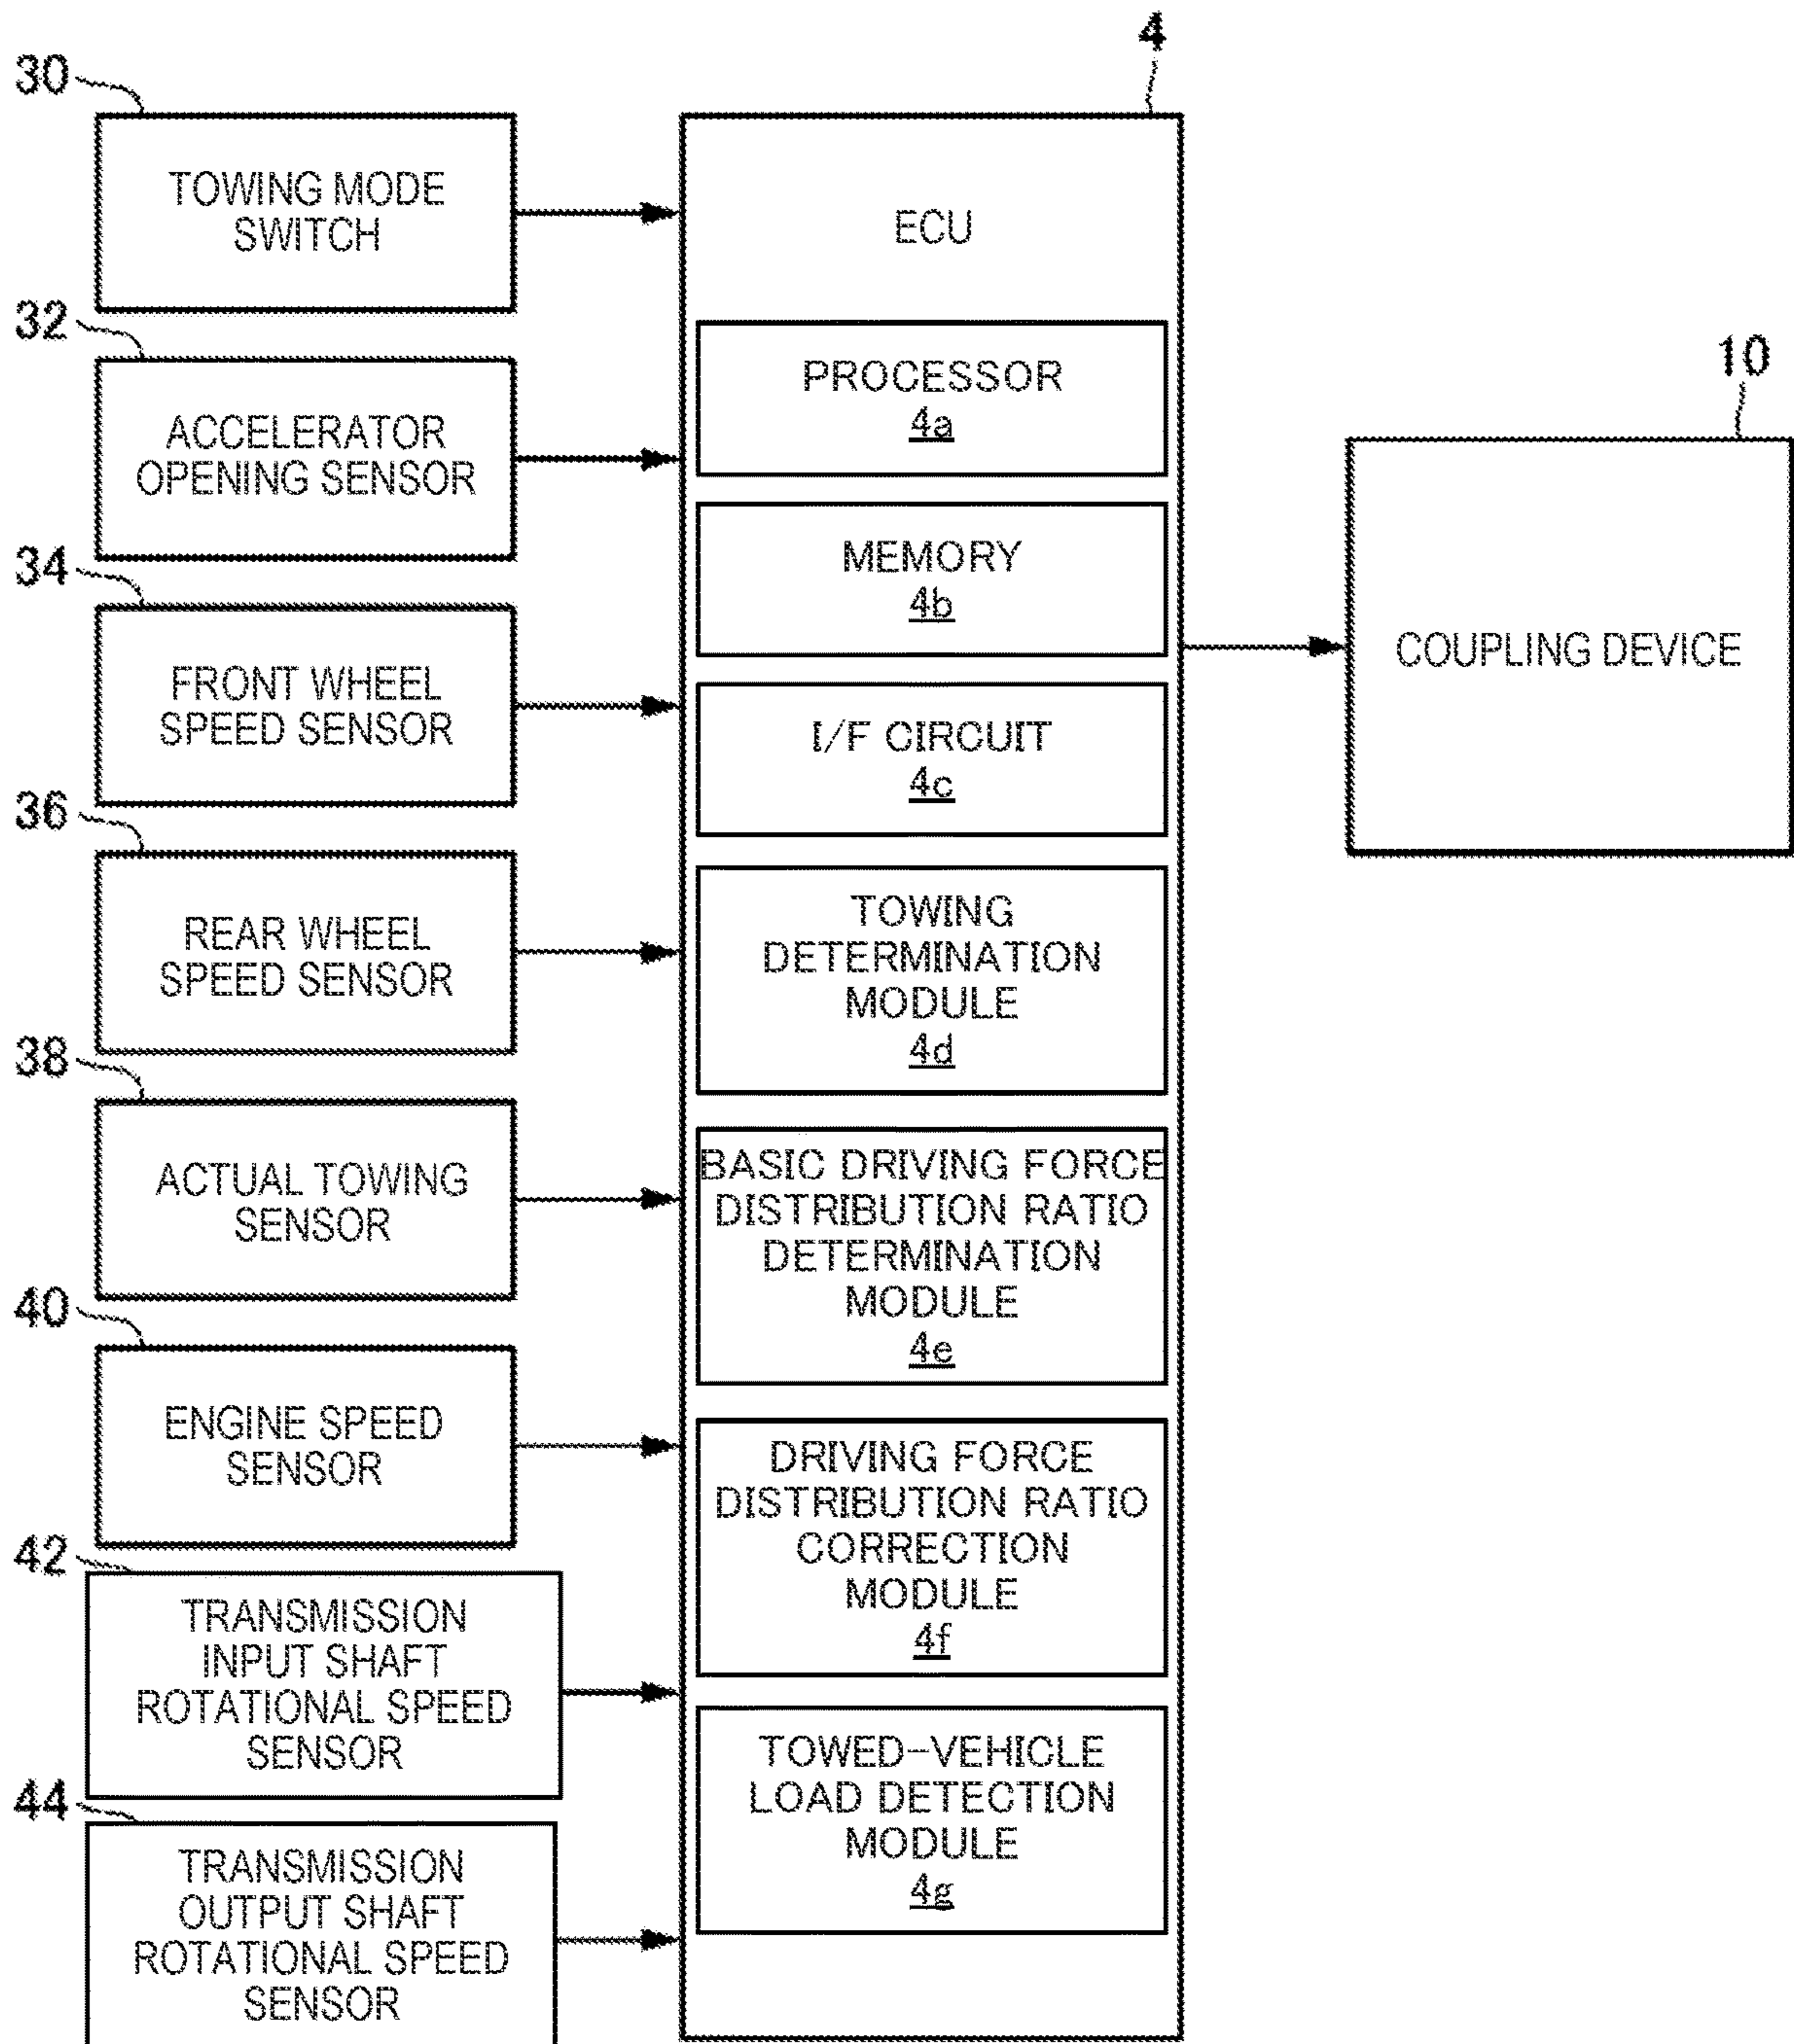 30
TOWING MODE
SWITCH
32
ACCELERATOR
OPENING SENSOR
34
FRONT WHEEL
SPEED SENSOR
36
REAR WHEEL
SPEED SENSOR
38
ACTUAL TOWING
SENSOR
40
ENGINE SPEED
SENSOR
42
TRANSMISSION
INPUT SHAFT
ROTATIONAL SPEED
SENSOR
44
TRANSMISSION
OUTPUT SHAFT
ROTATIONAL SPEED
SENSOR
4
ECU
PROCESSOR
4a
MEMORY
4b
I/F CIRCUIT
4c
TOWING
DETERMINATION
MODULE
4d
BASIC DRIVING FORCE
DISTRIBUTION RATIO
DETERMINATION
MODULE
4e
DRIVING FORCE
DISTRIBUTION RATIO
CORRECTION
MODULE
4f
TOWED-VEHICLE
LOAD DETECTION
MODULE
4g
10
COUPLING DEVICE